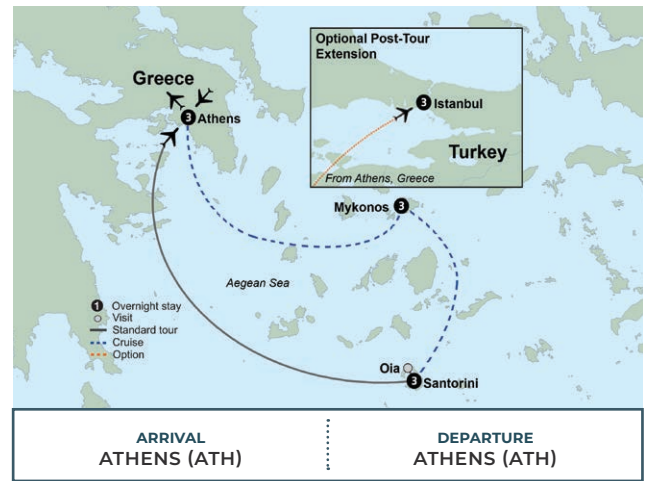 Optional Post-Tour
Extension
3 Istanbul
Turkey
From Athens, Greece
Greece
3 Athens
Mykonos 3
Aegean Sea
1 Overnight stay
Visit
Standard tour
Cruise
Option
Oia
3 Santorini
ARRIVAL
ATHENS (ATH)
DEPARTURE
ATHENS (ATH)